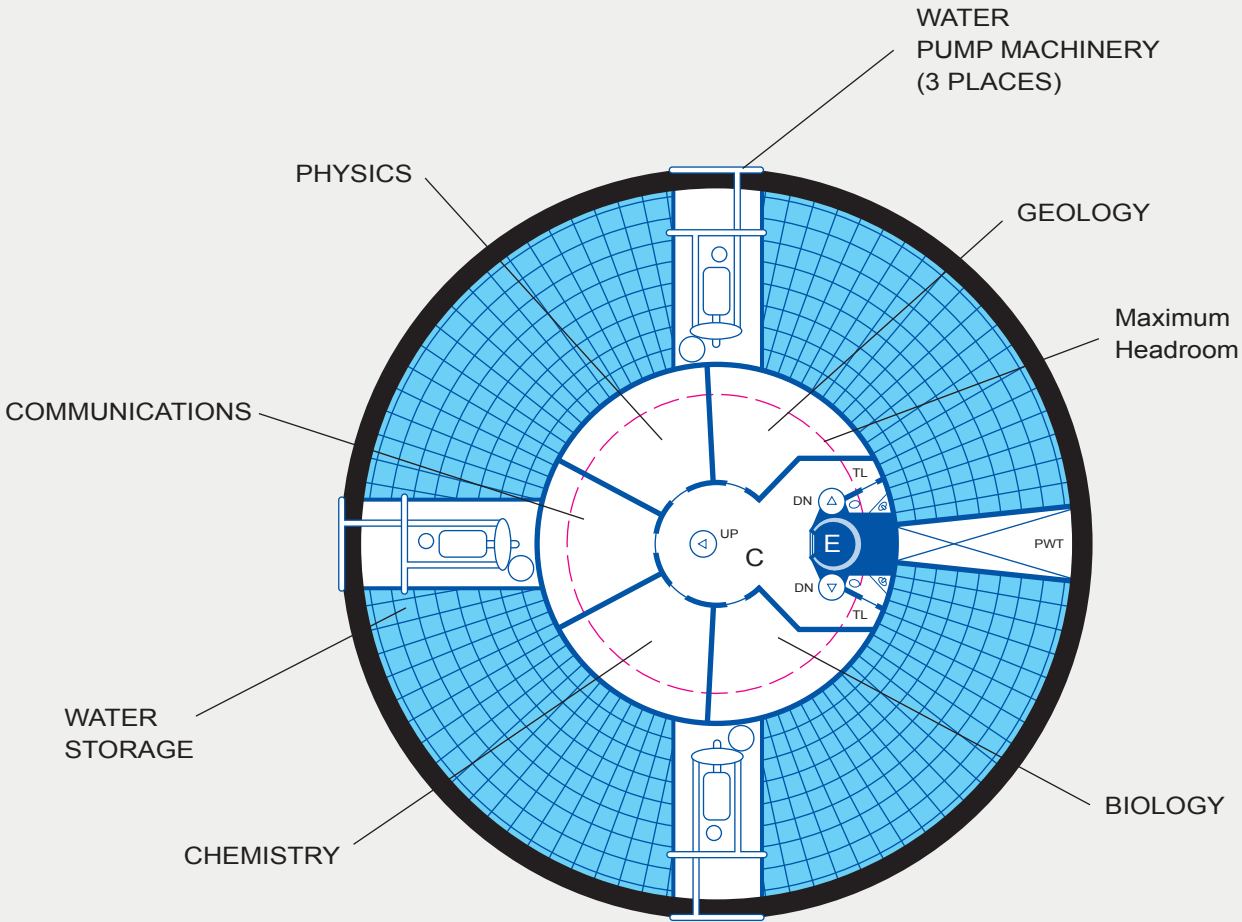 WATER
PUMP MACHINERY
(3 PLACES)
PHYSICS
GEOLOGY
Maximum
Headroom
COMMUNICATIONS
TL
DN
UP
E
C
PWT
DN
TL
WATER
STORAGE
BIOLOGY
CHEMISTRY